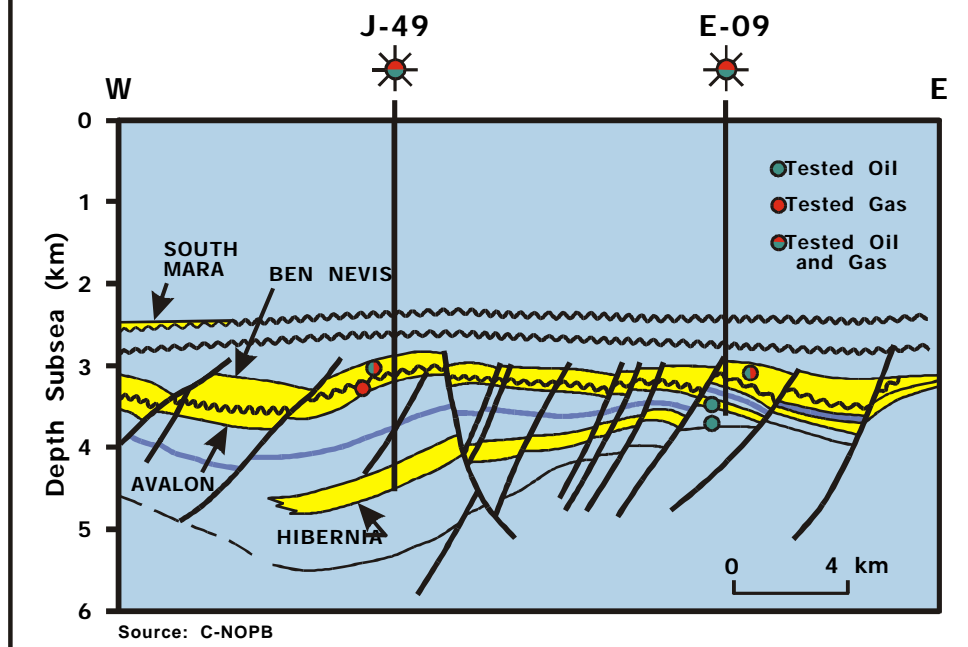 J-49 E-09
W E
0
1
2
3
4
5
6
Depth Subsea (km)
Tested Oil
Tested Gas
Tested Oil
and Gas
SOUTH
MARA
BEN NEVIS
AVALON
HIBERNIA
0 4 km
Source: C-NOPB